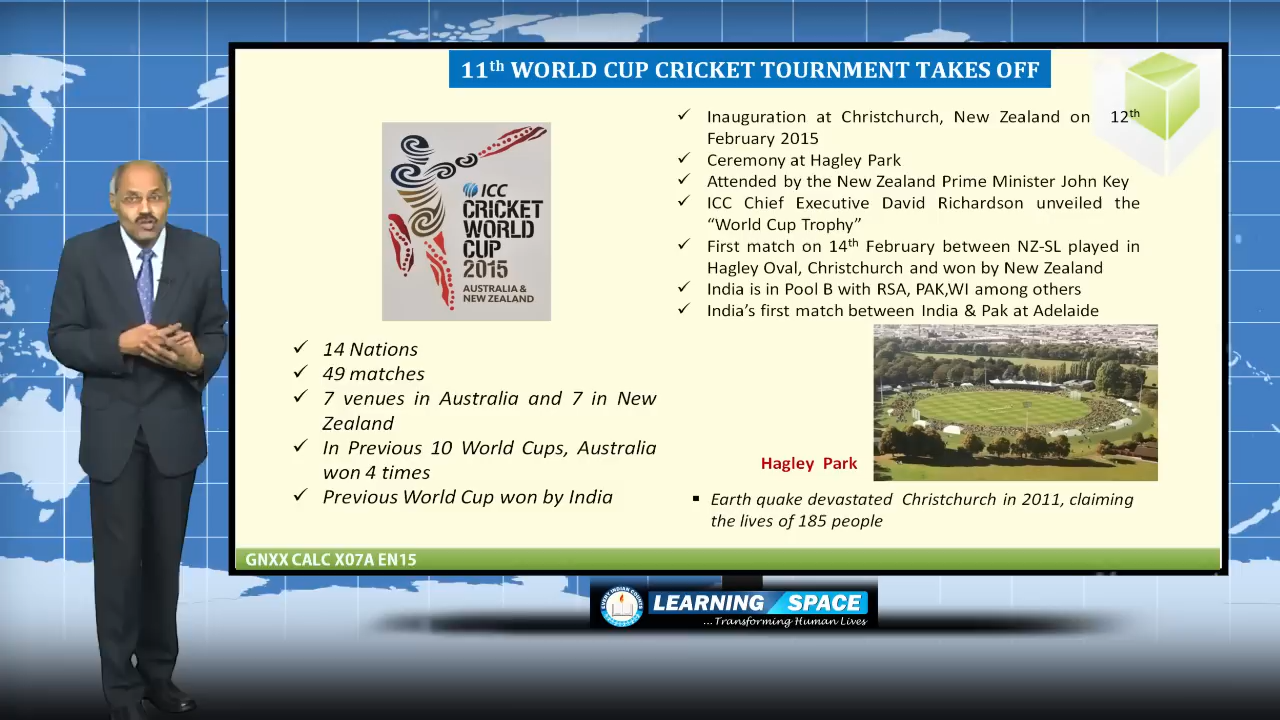 11th WORLD CUP CRICKET TOURNMENT TAKES OFF
ICC
CRICKET
WORLD
CUP
2015
AUSTRALIA &
NEW ZEALAND
✓ 14 Nations
✓ 49 matches
✓ 7 venues in Australia and 7 in New
Zealand
✓ In Previous 10 World Cups, Australia
won 4 times
✓ Previous World Cup won by India
✓ Inauguration at Christchurch, New Zealand on 12th
February 2015
✓ Ceremony at Hagley Park
✓ Attended by the New Zealand Prime Minister John Key
✓ ICC Chief Executive David Richardson unveiled the
“World Cup Trophy”
✓ First match on 14th February between NZ-SL played in
Hagley Oval, Christchurch and won by New Zealand
✓ India is in Pool B with RSA, PAK,WI among others
✓ India’s first match between India & Pak at Adelaide
Hagley Park
▪ Earth quake devastated Christchurch in 2011, claiming
the lives of 185 people
GNXX CALC X07A EN15
EVERY INDIAN COUNTS
LEARNING SPACE
...Transforming Human Lives